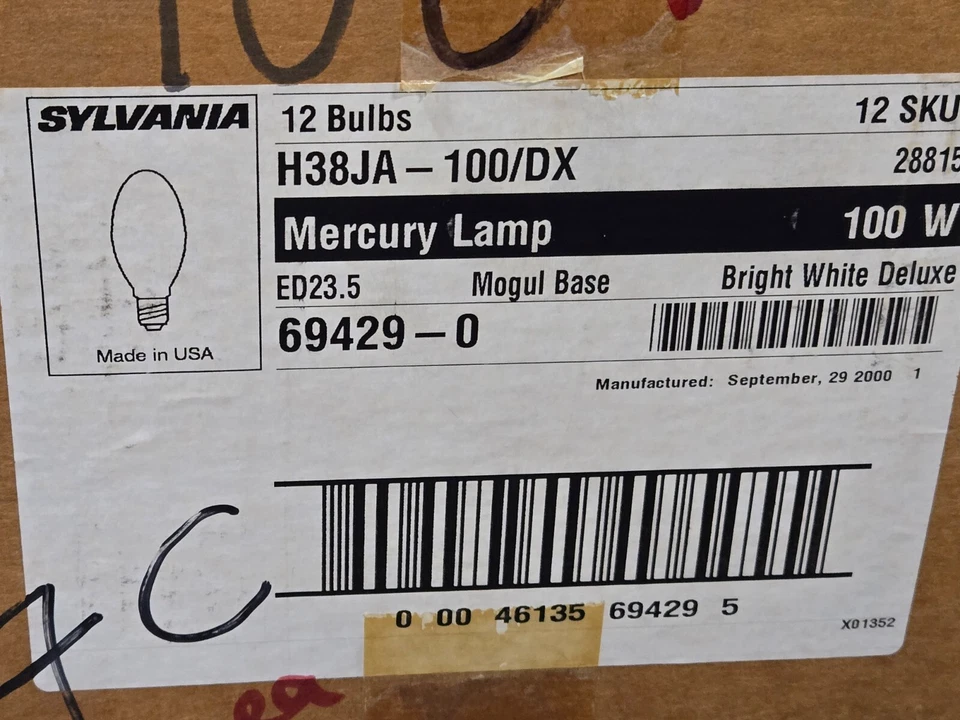 SYLVANIA
Made in USA
12 Bulbs 12 SKU
H38JA – 100/DX 28815
Mercury Lamp 100 W
ED23.5 Mogul Base Bright White Deluxe
69429 – 0
Manufactured: September, 29 2000 1
0 00 46135 69429 5
X01352
ea